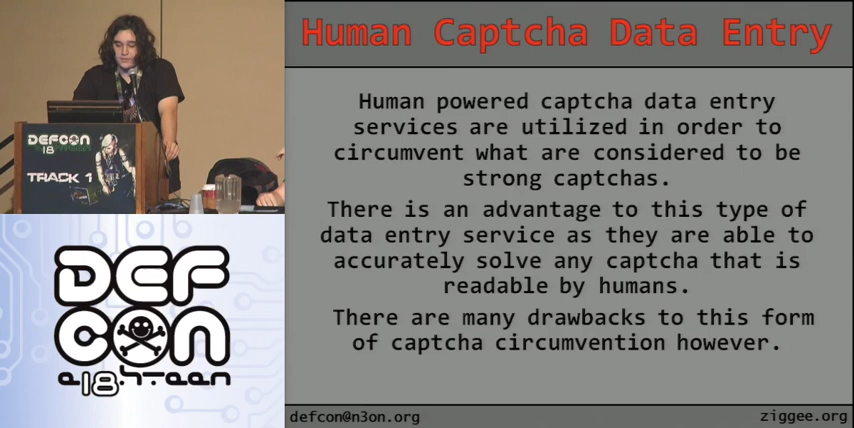 Human Captcha Data Entry
Human powered captcha data entry
services are utilized in order to
circumvent what are considered to be
strong captchas.
There is an advantage to this type of
data entry service as they are able to
accurately solve any captcha that is
readable by humans.
There are many drawbacks to this form
of captcha circumvention however.
defcon@n3on.org
ziggee.org
DEFCON
18
TRACK 1
DEF
CON
e18hteen